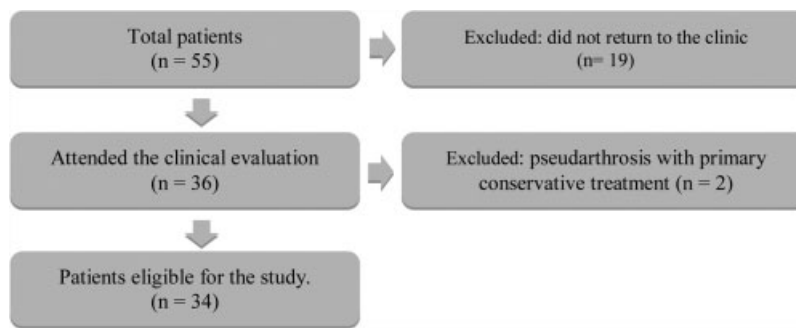 Total patients
(n = 55)
Excluded: did not return to the clinic
(n= 19)
Attended the clinical evaluation
(n = 36)
Excluded: pseudarthrosis with primary
conservative treatment (n = 2)
Patients eligible for the study.
(n = 34)